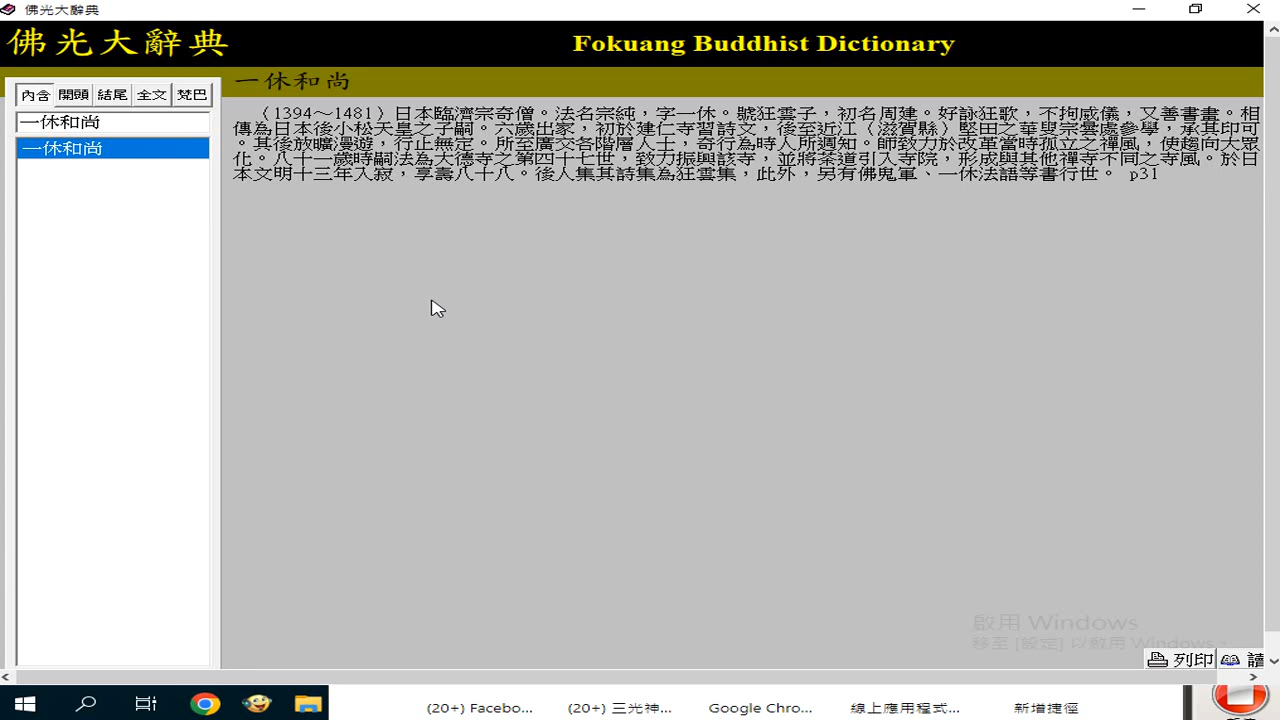 佛光大辭典
佛光大辭典
Fokuang Buddhist Dictionary
內含 開頭 結尾 全文 梵巴
一休和尚
一休和尚
一休和尚
（1394～1481）日本臨濟宗奇僧。法名宗純，字一休。號狂雲子，初名周建。好詠狂歌，不拘威儀，又善書畫。相
傳為日本後小松天皇之子嗣。六歲出家，初於建仁寺習詩文，後至近江（滋賀縣）堅田之華叟宗曇處參學，承其印可
。其後放曠漫遊，行止無定。所至廣交各階層人士，奇行為時人所週知。師致力於改革當時孤立之禪風，使趨向大眾
化。八十一歲時嗣法為大德寺之第四十七世，致力振興該寺，並將茶道引入寺院，形成與其他禪寺不同之寺風。於日
本文明十三年入寂，享壽八十八。後人集其詩集為狂雲集，此外，另有佛鬼軍、一休法語等書行世。 p31
啟用 Windows
移至 [設定] 以啟用 Windows。
列印 讀
(20+) Facebo... (20+) 三光神... Google Chro... 線上應用程式... 新增捷徑